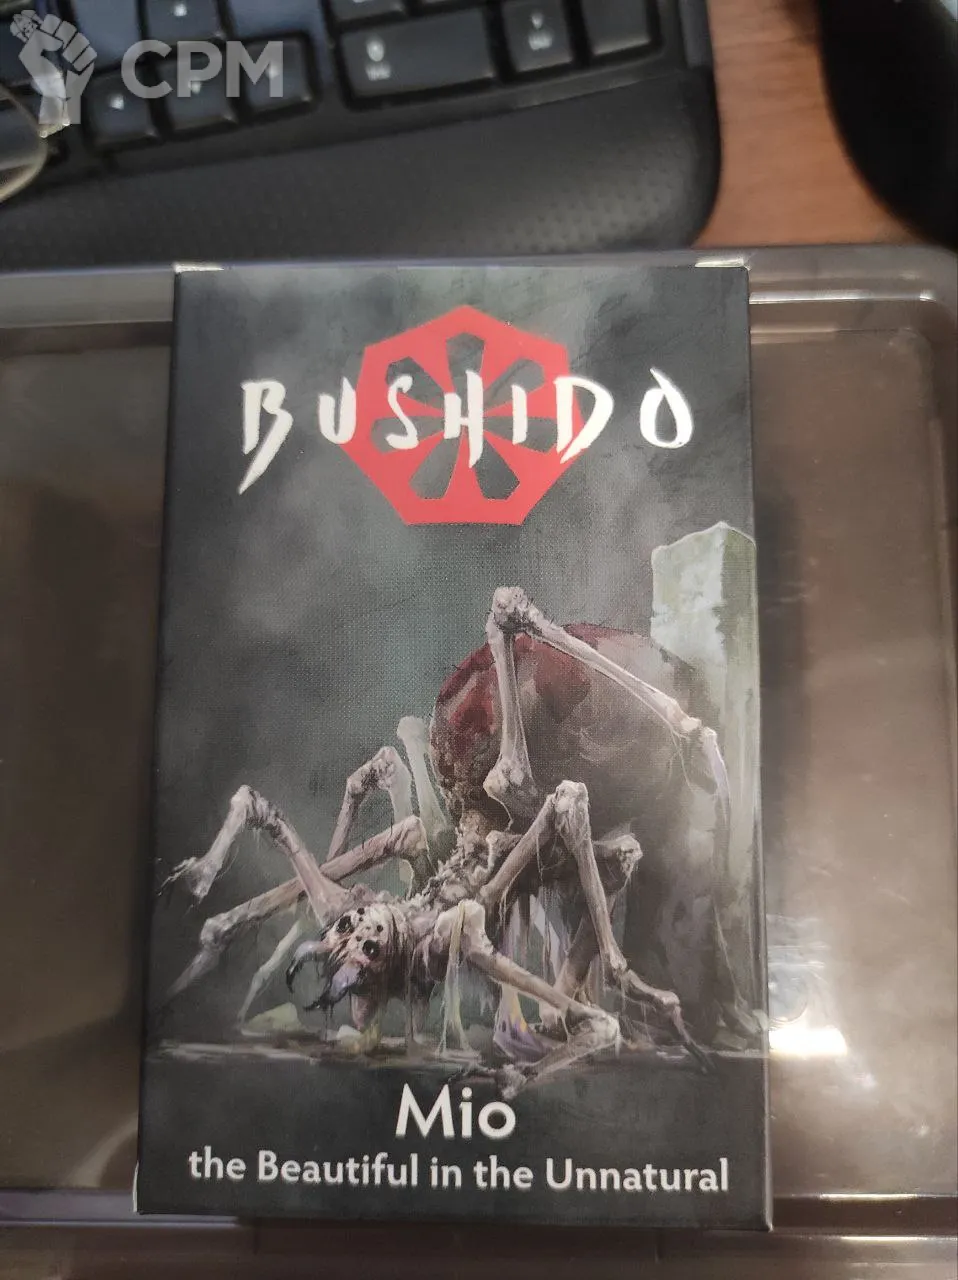 CPM
BUSHIDO
Mio
the Beautiful in the Unnatural